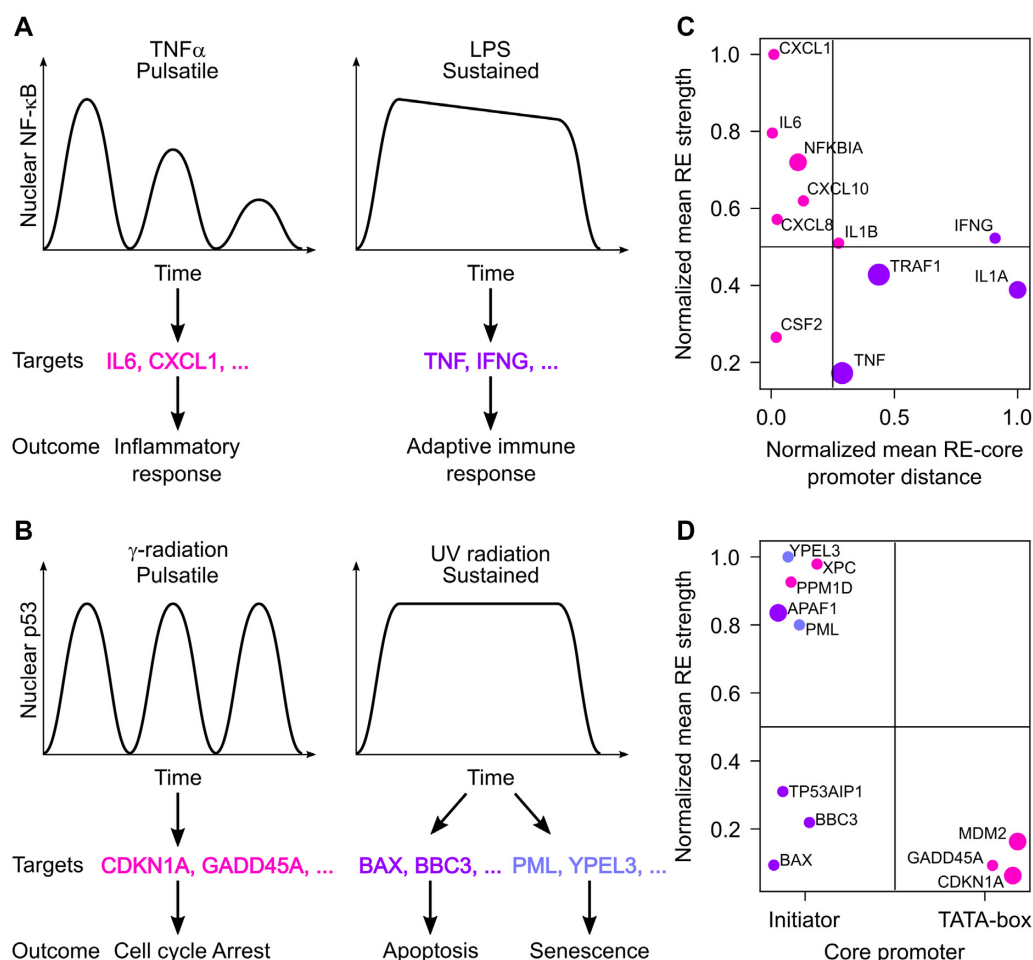 A
TNFα
Pulsatile
LPS
Sustained
Nuclear NF-κB
Time
Time
Targets IL6, CXCL1, ... TNF, IFNG, ...
Outcome Inflammatory
response
Adaptive immune
response
B
γ-radiation
Pulsatile
UV radiation
Sustained
Nuclear p53
Time
Time
Targets CDKN1A, GADD45A, ... BAX, BBC3, ... PML, YPEL3, ...
Outcome Cell cycle Arrest Apoptosis Senescence
C
Normalized mean RE strength
1.0
0.8
0.6
0.4
0.2
CXCL1
IL6
NFKBIA
CXCL10
CXCL8
IL1B
IFNG
TRAF1
IL1A
CSF2
TNF
0.0 0.5 1.0
Normalized mean RE-core
promoter distance
D
Normalized mean RE strength
1.0
0.8
0.6
0.4
0.2
YPEL3
XPC
PPM1D
APAF1
PML
TP53AIP1
BBC3
BAX
MDM2
GADD45A
CDKN1A
Initiator TATA-box
Core promoter